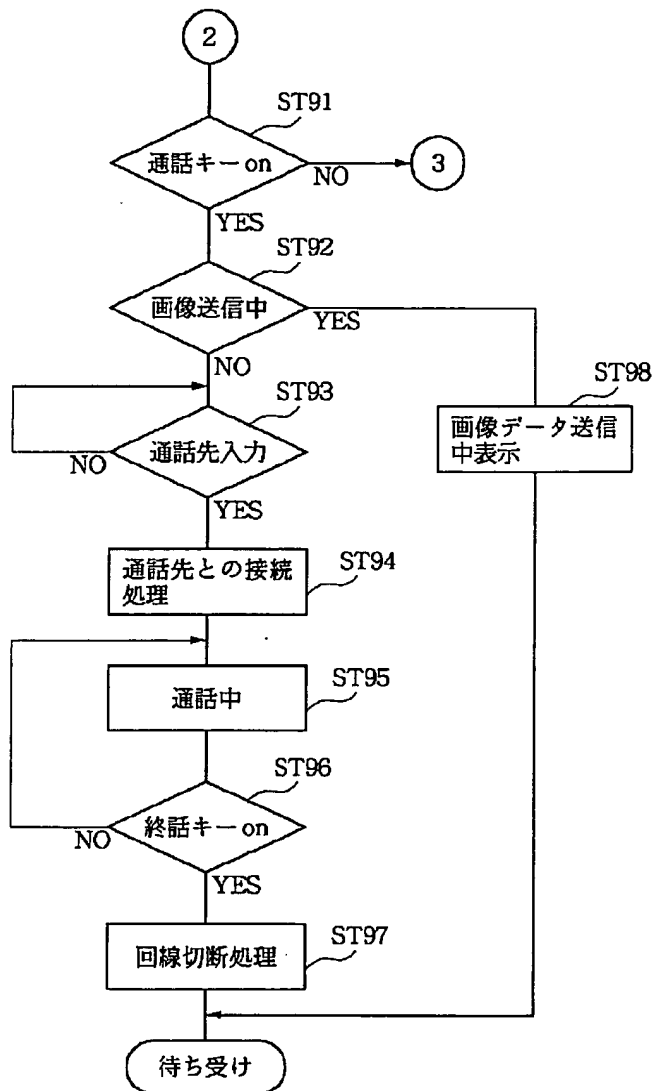 2
ST91
通話キーon
NO
3
YES
ST92
画像送信中
YES
NO
ST93
通話先入力
NO
YES
ST98
画像データ送信
中表示
通話先との接続
処理
ST94
通話中
ST95
ST96
終話キーon
NO
YES
回線切断処理
ST97
待ち受け